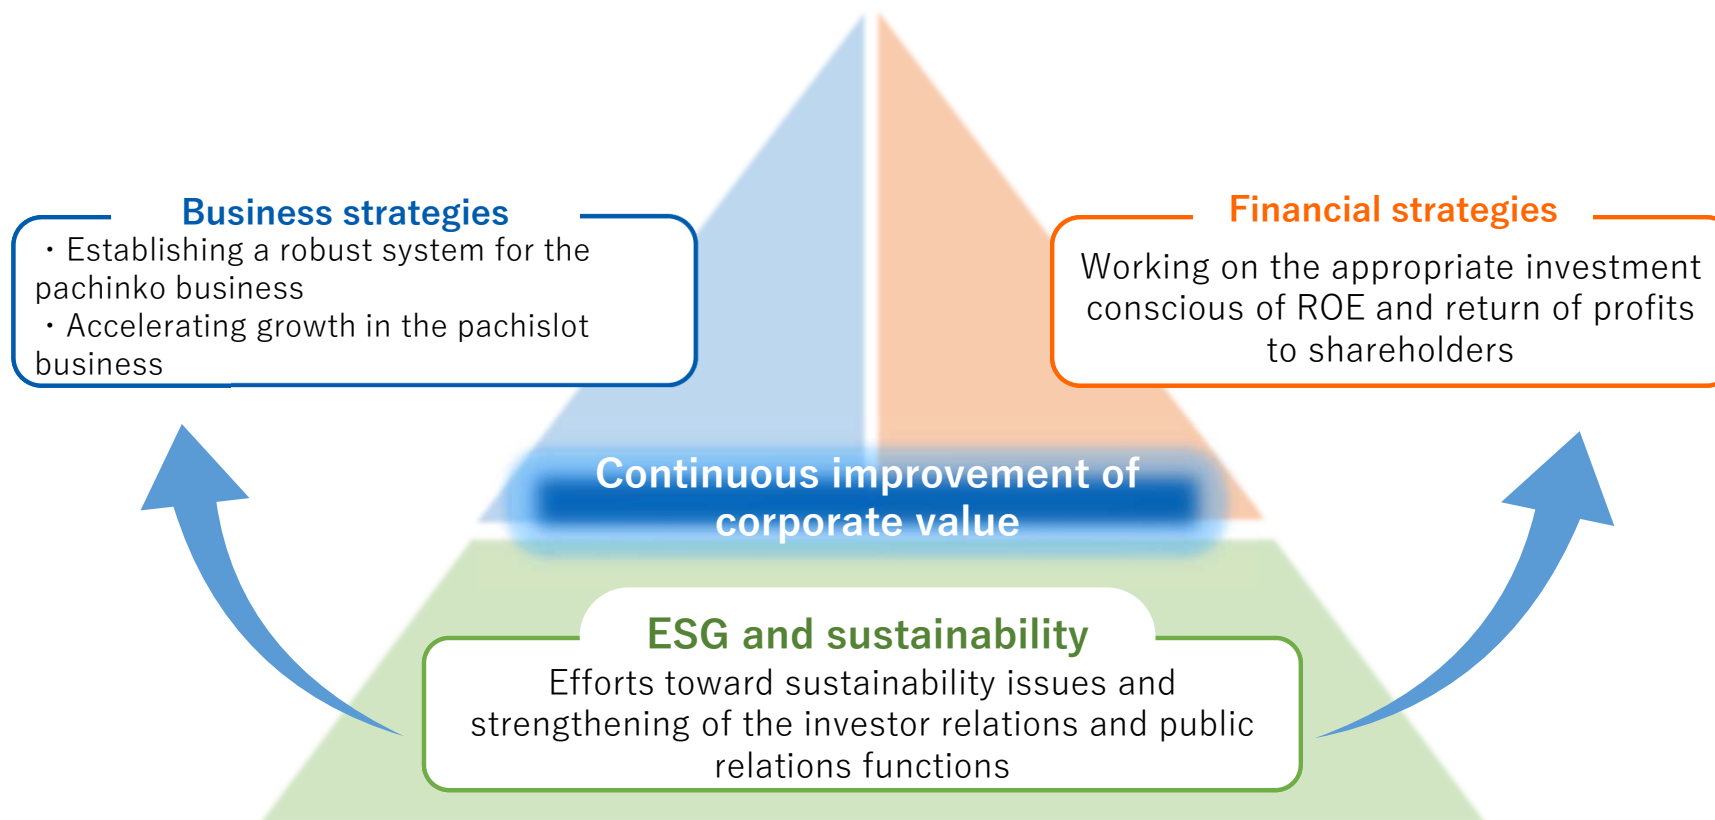 Business strategies
・Establishing a robust system for the
pachinko business
・Accelerating growth in the pachislot
business
Financial strategies
Working on the appropriate investment
conscious of ROE and return of profits
to shareholders
Continuous improvement of
corporate value
ESG and sustainability
Efforts toward sustainability issues and
strengthening of the investor relations and public
relations functions